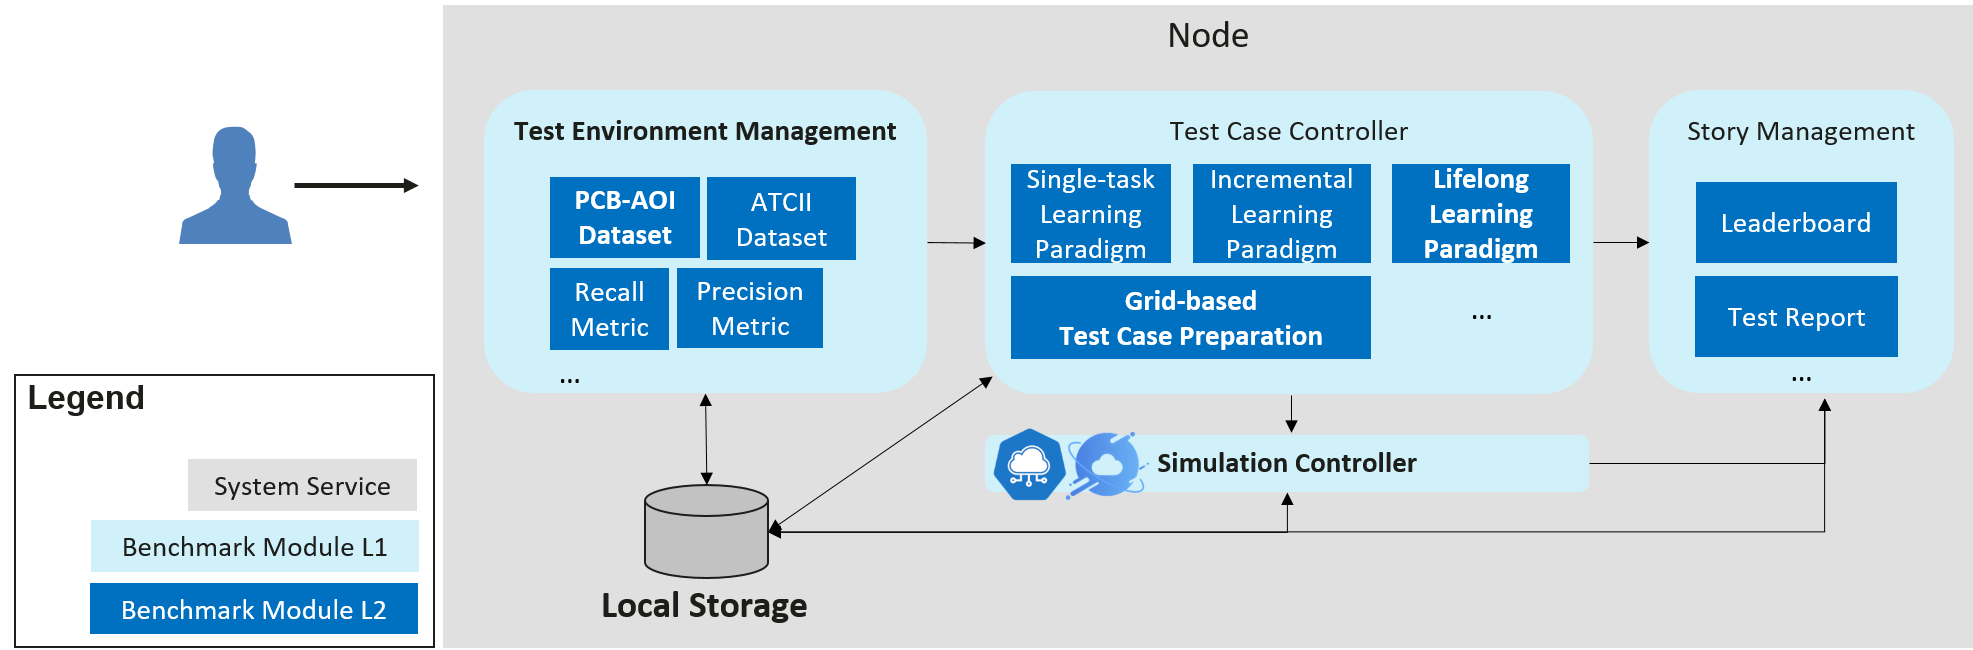 Node
Test Environment Management
PCB-AOI
Dataset
ATCII
Dataset
Recall
Metric
Precision
Metric
...
Test Case Controller
Single-task
Learning
Paradigm
Incremental
Learning
Paradigm
Lifelong
Learning
Paradigm
Grid-based
Test Case Preparation
...
Story Management
Leaderboard
Test Report
...
Simulation Controller
Local Storage
Legend
System Service
Benchmark Module L1
Benchmark Module L2